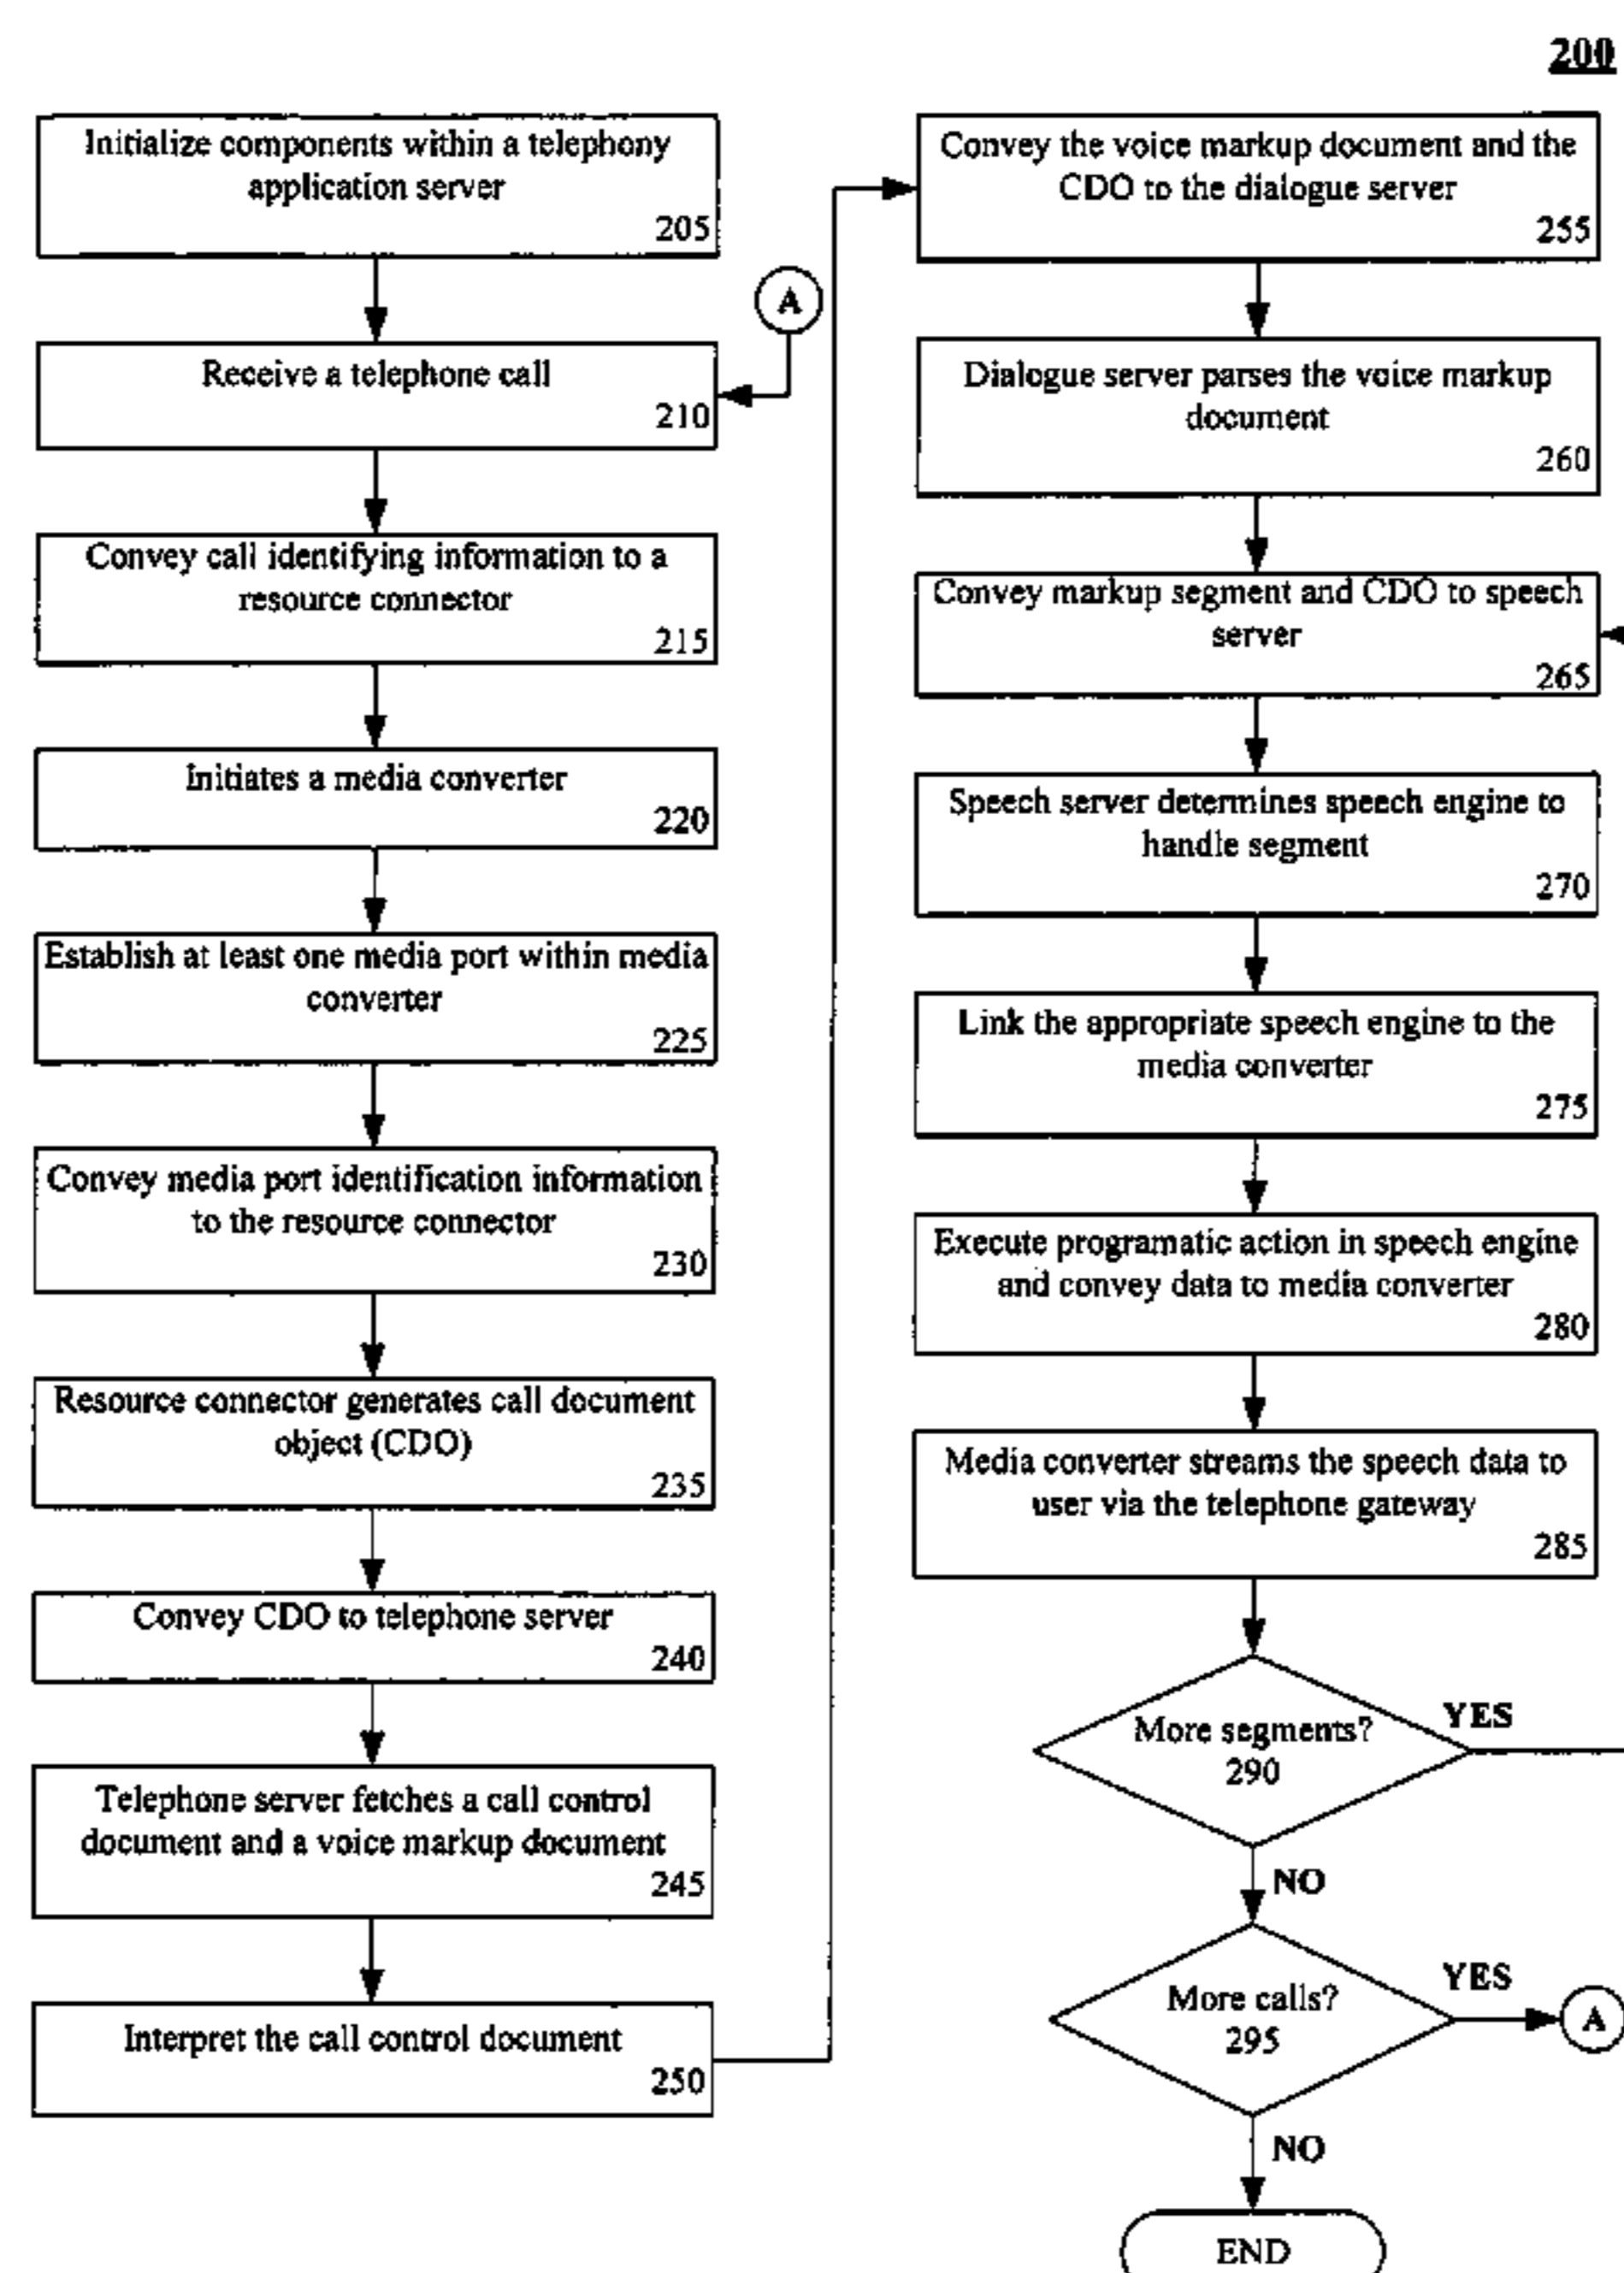 200
Initialize components within a telephony
application server
205
A
Receive a telephone call
210
Convey call identifying information to a
resource connector
215
Initiates a media converter
220
Establish at least one media port within media
converter
225
Convey media port identification information
to the resource connector
230
Resource connector generates call document
object (CDO)
235
Convey CDO to telephone server
240
Telephone server fetches a call control
document and a voice markup document
245
Interpret the call control document
250
Convey the voice markup document and the
CDO to the dialogue server
255
Dialogue server parses the voice markup
document
260
Convey markup segment and CDO to speech
server
265
Speech server determines speech engine to
handle segment
270
Link the appropriate speech engine to the
media converter
275
Execute programatic action in speech engine
and convey data to media converter
280
Media converter streams the speech data to
user via the telephone gateway
285
More segments?
290
YES
NO
More calls?
295
YES
A
NO
END